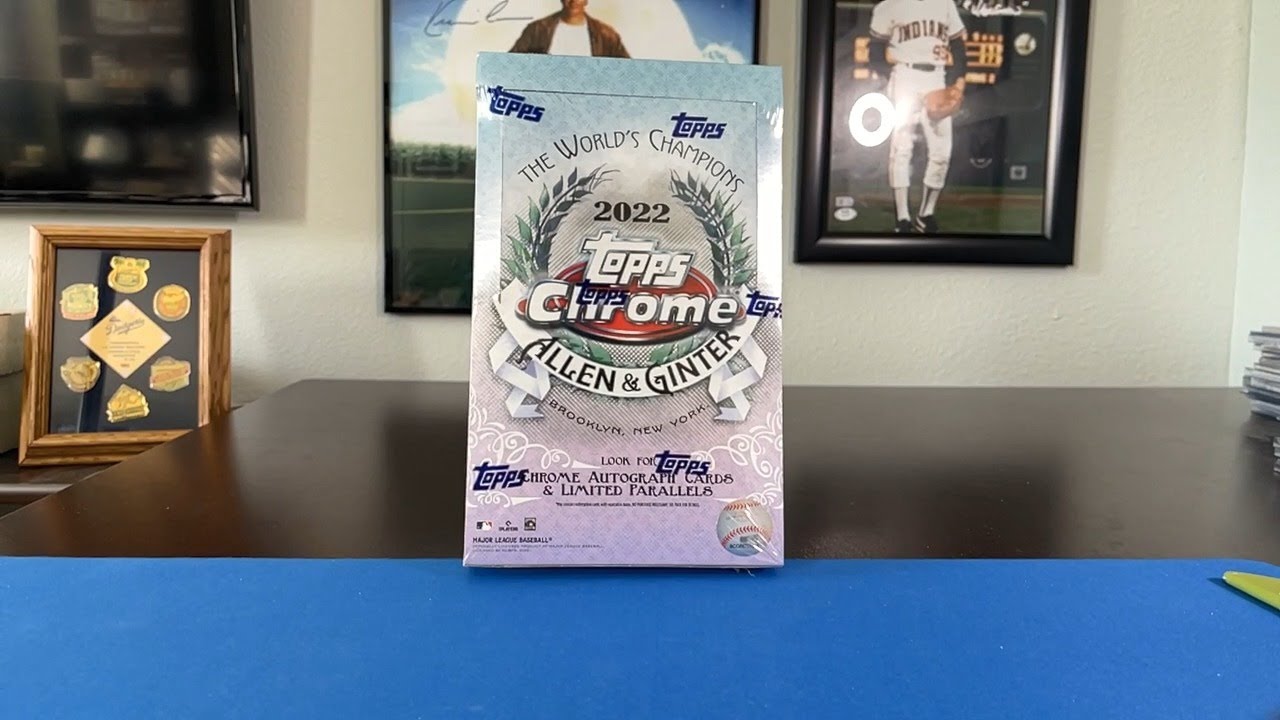 INDIANS
Topps
Topps
THE WORLD'S CHAMPIONS
2022
Topps
Chrome
Topps
Topps
ALLEN & GINTER
BROOKLYN, NEW YORK.
Dodgers
LOOK FOR
Topps
Topps
CHROME AUTOGRAPH CARDS
& LIMITED PARALLELS
MAJOR LEAGUE BASEBALL®